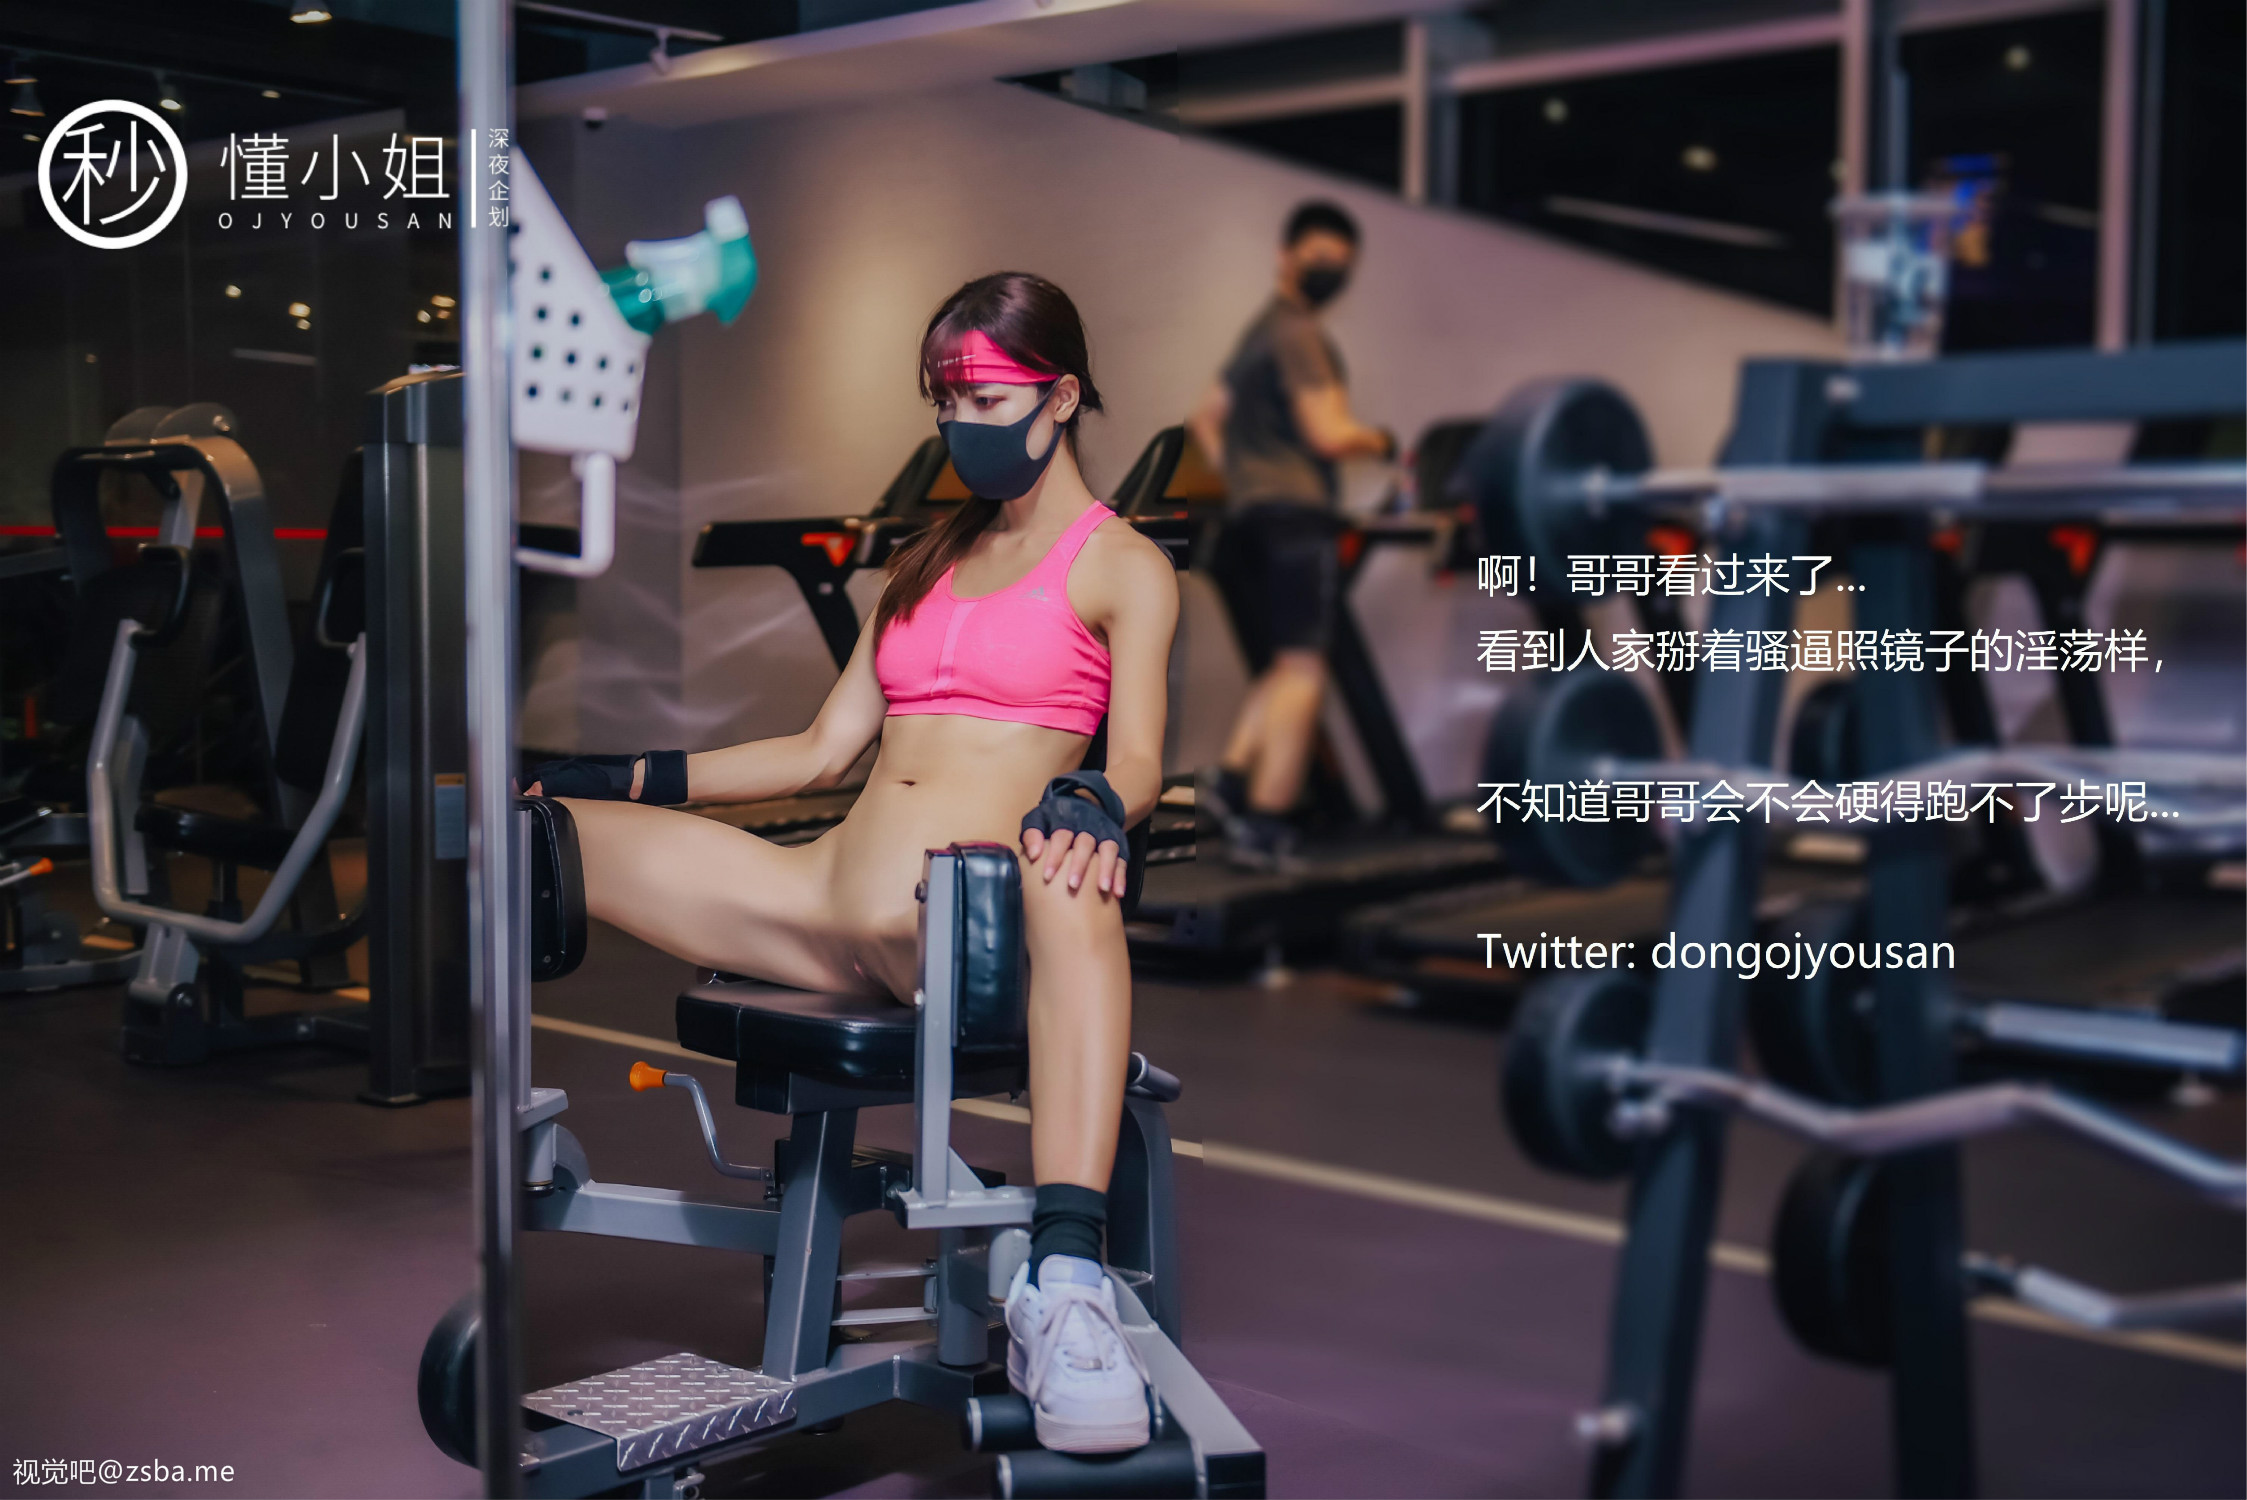 秒
懂小姐
OJYOUSAN
深夜企划
啊！哥哥看过来了...
看到人家掰着骚逼照镜子的淫荡样，
不知道哥哥会不会硬得跑不了步呢...
Twitter: dongojyousan
视觉吧@zsba.me